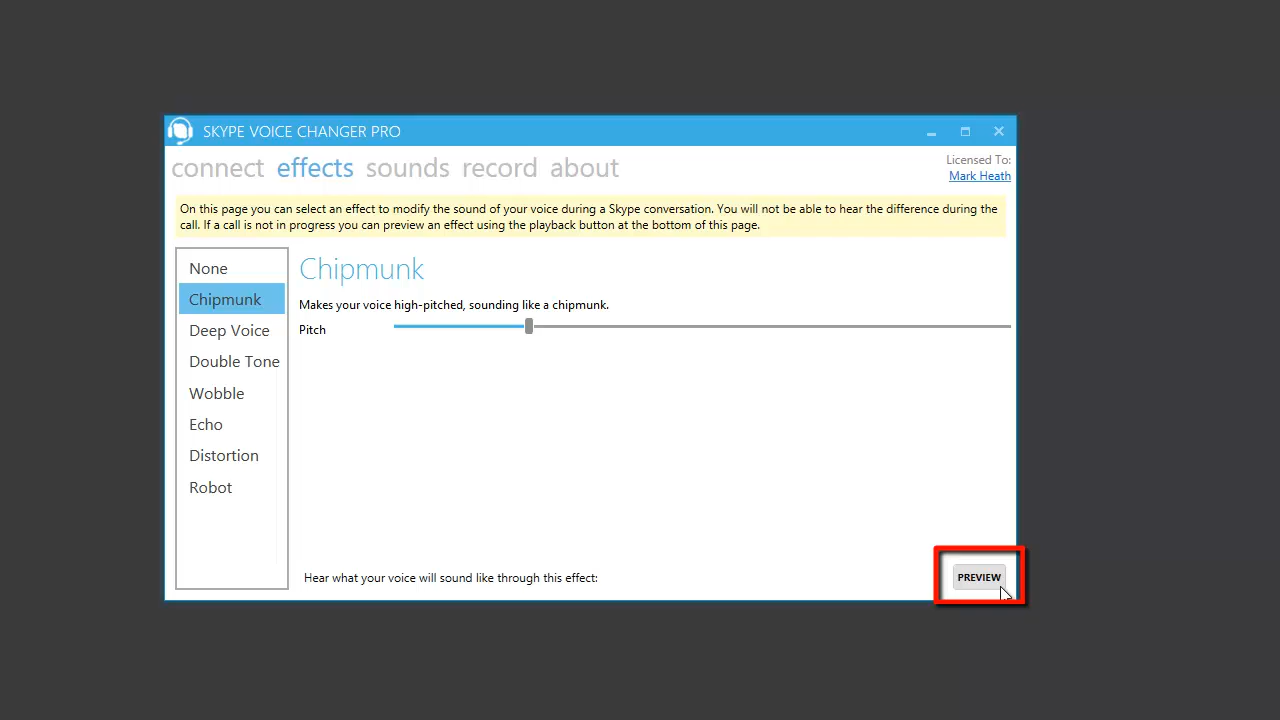 SKYPE VOICE CHANGER PRO
connect effects sounds record about
Licensed To:
Mark Heath
On this page you can select an effect to modify the sound of your voice during a Skype conversation. You will not be able to hear the difference during the
call. If a call is not in progress you can preview an effect using the playback button at the bottom of this page.
None
Chipmunk
Deep Voice
Double Tone
Wobble
Echo
Distortion
Robot
Chipmunk
Makes your voice high-pitched, sounding like a chipmunk.
Pitch
Hear what your voice will sound like through this effect:
PREVIEW